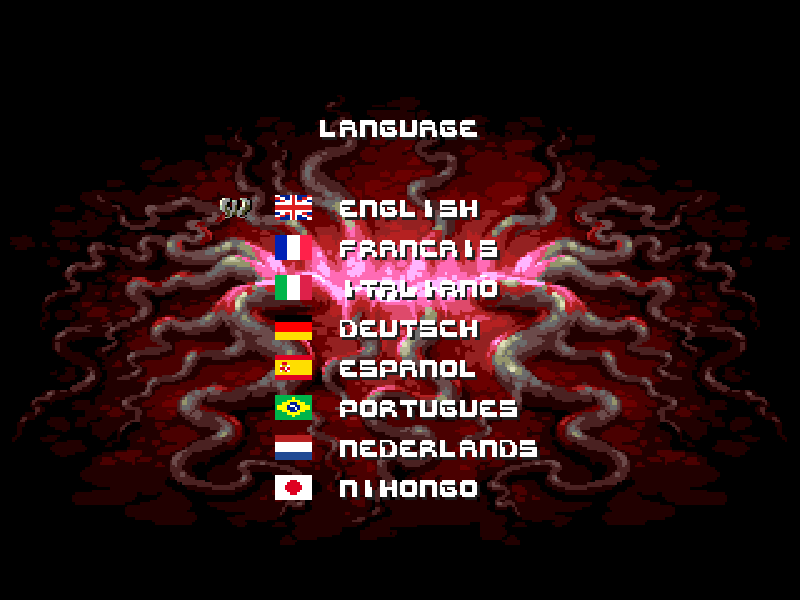 LANGUAGE
ENGLISH
FRANCAIS
ITALIANO
DEUTSCH
ESPANOL
PORTUGUES
NEDERLANDS
NIHONGO